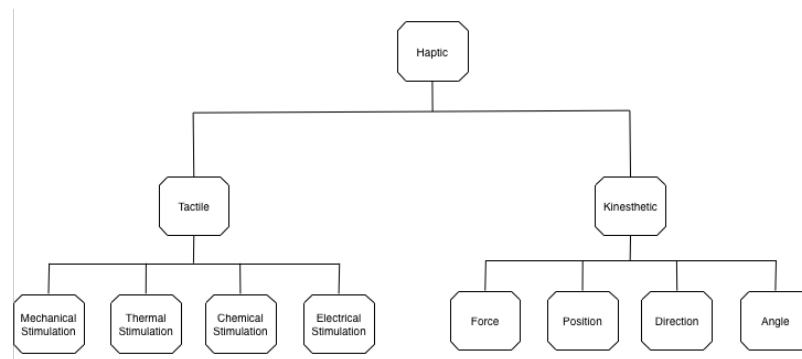 Haptic
Tactile
Kinesthetic
Mechanical
Stimulation
Thermal
Stimulation
Chemical
Stimulation
Electrical
Stimulation
Force
Position
Direction
Angle